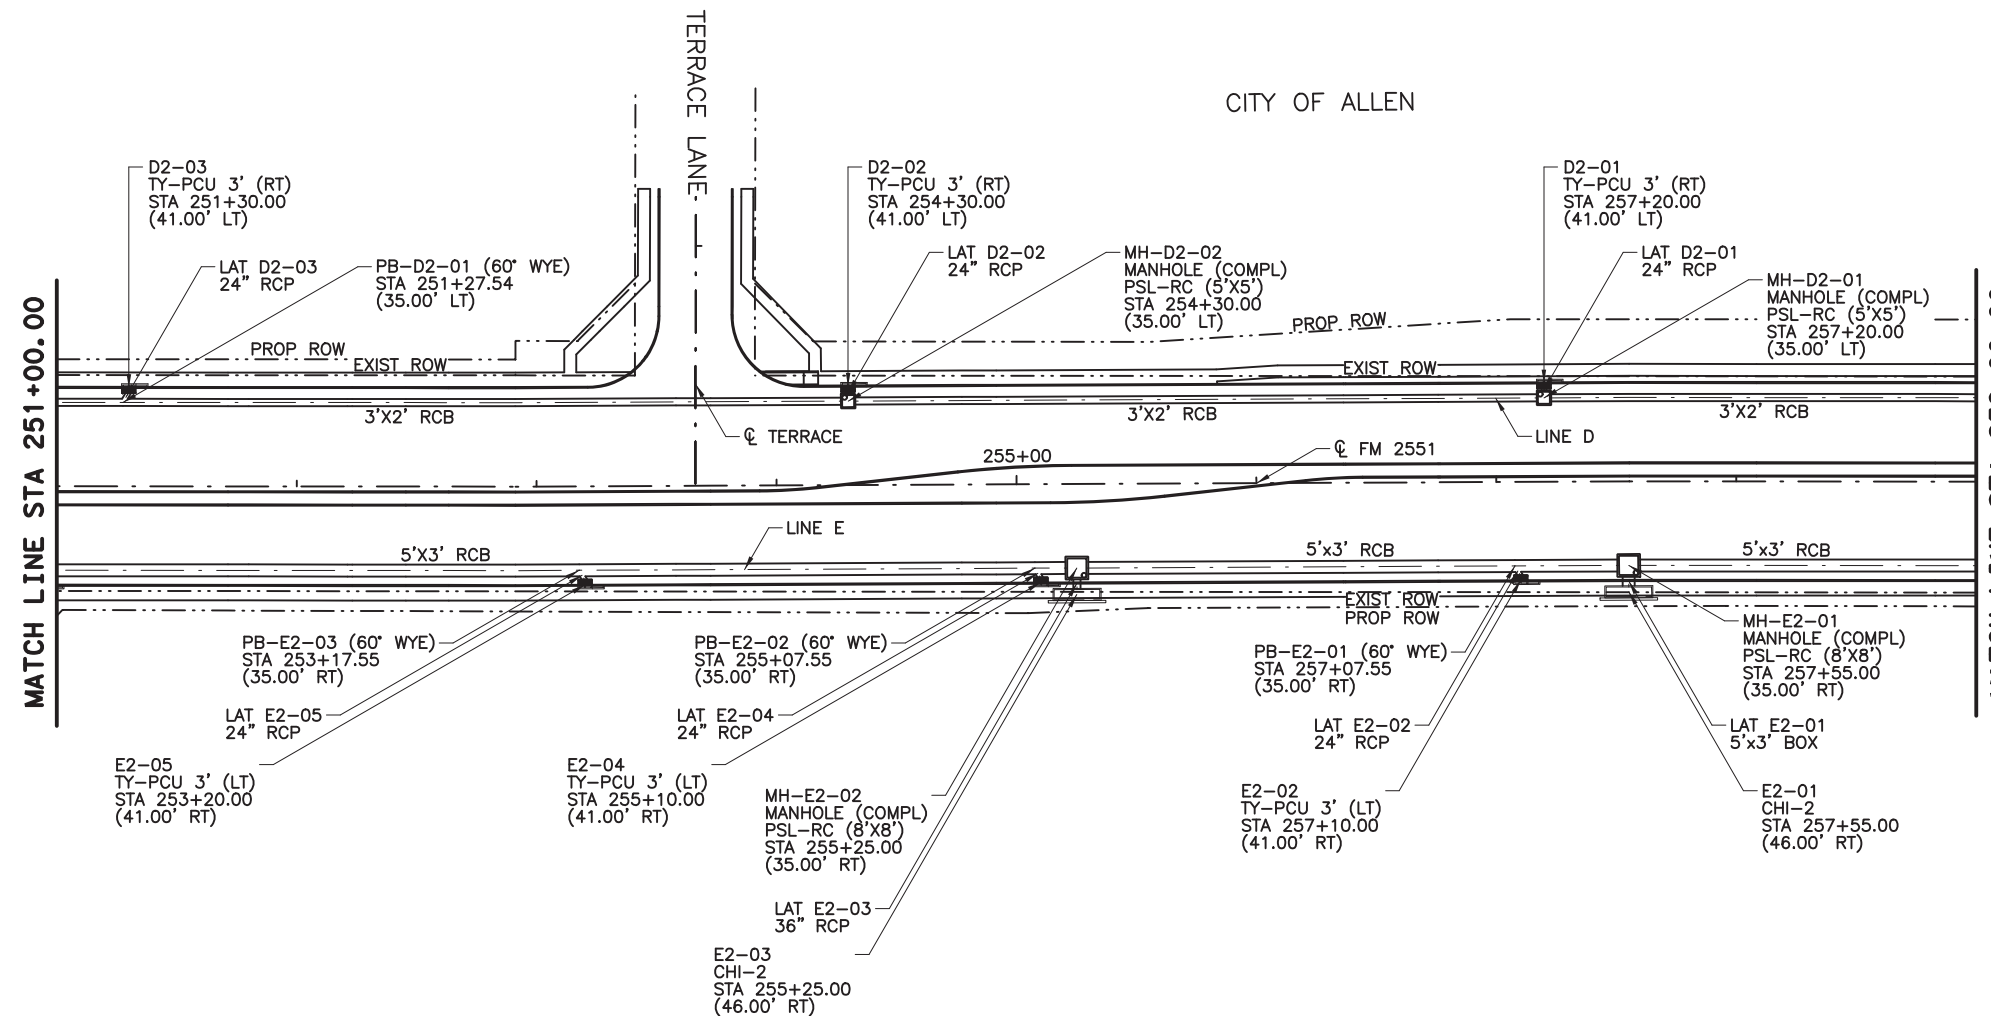 TERRACE LANE
CITY OF ALLEN
D2-03
TY-PCU 3' (RT)
STA 251+30.00
(41.00' LT)
D2-02
TY-PCU 3' (RT)
STA 254+30.00
(41.00' LT)
D2-01
TY-PCU 3' (RT)
STA 257+20.00
(41.00' LT)
LAT D2-03
24" RCP
PB-D2-01 (60° WYE)
STA 251+27.54
(35.00' LT)
LAT D2-02
24" RCP
MH-D2-02
MANHOLE (COMPL)
PSL-RC (5'X5')
STA 254+30.00
(35.00' LT)
LAT D2-01
24" RCP
MH-D2-01
MANHOLE (COMPL)
PSL-RC (5'X5')
STA 257+20.00
(35.00' LT)
MATCH LINE STA 251+00.00
PROP ROW
EXIST ROW
PROP ROW
EXIST ROW
3'X2' RCB
3'X2' RCB
3'X2' RCB
℄ TERRACE
LINE D
255+00
℄ FM 2551
LINE E
5'X3' RCB
5'x3' RCB
5'x3' RCB
EXIST ROW
PROP ROW
PB-E2-03 (60° WYE)
STA 253+17.55
(35.00' RT)
PB-E2-02 (60° WYE)
STA 255+07.55
(35.00' RT)
PB-E2-01 (60° WYE)
STA 257+07.55
(35.00' RT)
MH-E2-01
MANHOLE (COMPL)
PSL-RC (8'X8')
STA 257+55.00
(35.00' RT)
LAT E2-05
24" RCP
LAT E2-04
24" RCP
LAT E2-02
24" RCP
LAT E2-01
5'x3' BOX
E2-05
TY-PCU 3' (LT)
STA 253+20.00
(41.00' RT)
E2-04
TY-PCU 3' (LT)
STA 255+10.00
(41.00' RT)
MH-E2-02
MANHOLE (COMPL)
PSL-RC (8'X8')
STA 255+25.00
(35.00' RT)
E2-02
TY-PCU 3' (LT)
STA 257+10.00
(41.00' RT)
E2-01
CHI-2
STA 257+55.00
(46.00' RT)
LAT E2-03
36" RCP
E2-03
CHI-2
STA 255+25.00
(46.00' RT)